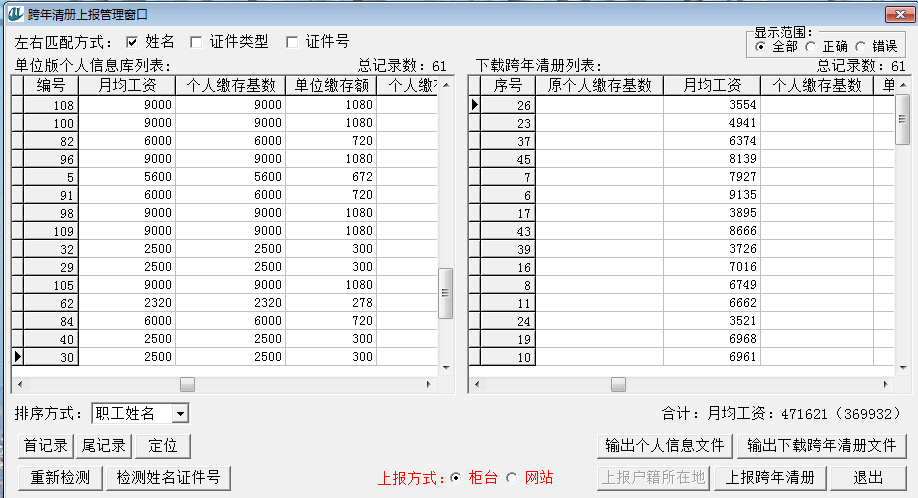 跨年清册上报管理窗口
左右匹配方式: 姓名 证件类型 证件号
显示范围:
全部 正确 错误
单位版个人信息库列表: 总记录数: 61
编号 月均工资 个人缴存基数 单位缴存额
108 9000 9000 1080
100 9000 9000 1080
82 6000 6000 720
96 9000 9000 1080
5 5600 5600 672
91 6000 6000 720
98 9000 9000 1080
109 9000 9000 1080
32 2500 2500 300
29 2500 2500 300
105 9000 9000 1080
62 2320 2320 278
84 6000 6000 720
40 2500 2500 300
30 2500 2500 300
下载跨年清册列表: 总记录数: 61
序号 原个人缴存基数 月均工资 个人缴存基数 单
26 3554
23 4941
37 6374
45 8139
7 7927
6 9135
17 3895
43 8666
39 3726
16 7016
8 6749
11 6662
24 3521
19 6968
10 6961
排序方式: 职工姓名
合计: 月均工资: 471621 (369932)
首记录 尾记录 定位
输出个人信息文件 输出下载跨年清册文件
重新检测 检测姓名证件号
上报方式: 柜台 网站
上报户籍所在地 上报跨年清册 退出